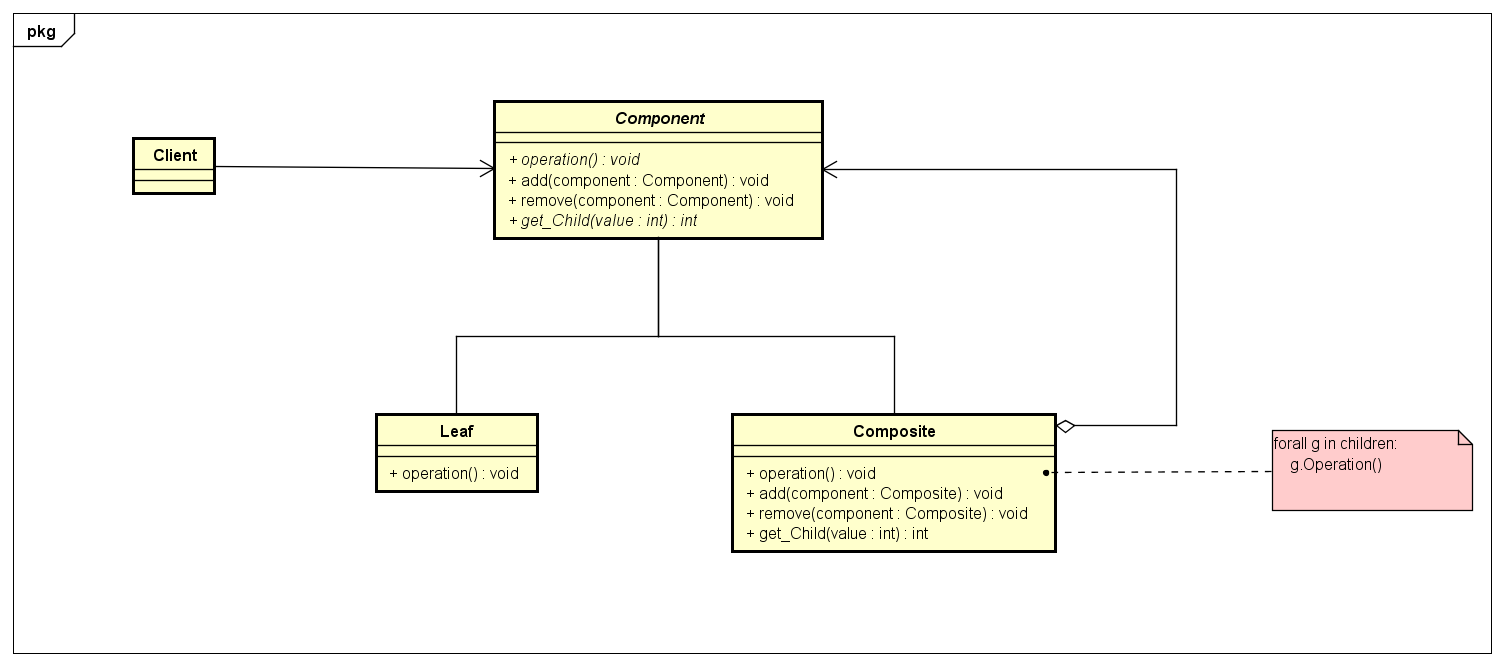 pkg
Client
Component
+ operation() : void
+ add(component : Component) : void
+ remove(component : Component) : void
+ get_Child(value : int) : int
Leaf
+ operation() : void
Composite
+ operation() : void
+ add(component : Composite) : void
+ remove(component : Composite) : void
+ get_Child(value : int) : int
forall g in children:
g.Operation()